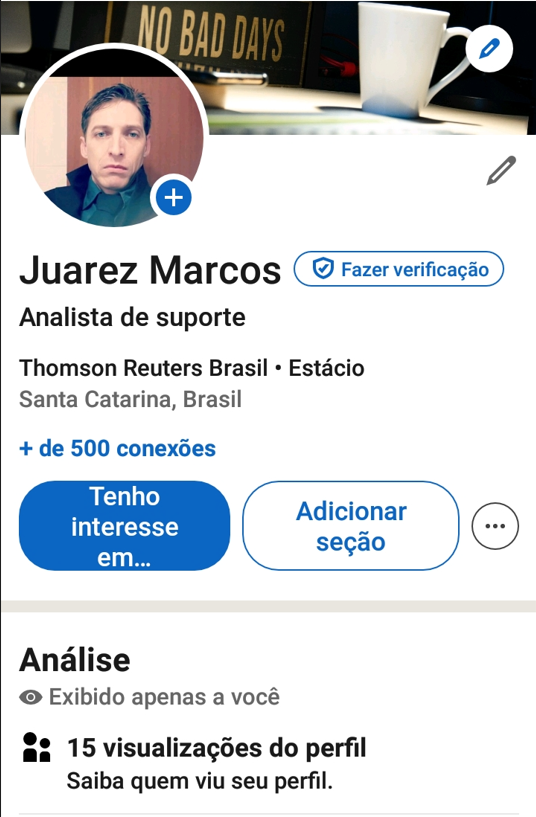 NO BAD DAYS
Juarez Marcos
Fazer verificação
Analista de suporte
Thomson Reuters Brasil • Estácio
Santa Catarina, Brasil
+ de 500 conexões
Tenho
interesse
em...
Adicionar
seção
Análise
Exibido apenas a você
15 visualizações do perfil
Saiba quem viu seu perfil.